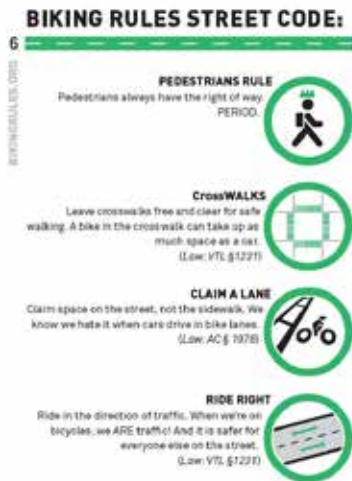 BIKING RULES STREET CODE:
6
BIKINGRULES.ORG
PEDESTRIANS RULE
Pedestrians always have the right of way.
PERIOD.
CrossWALKS
Leave crosswalks free and clear for safe
walking. A bike in the crosswalk can take up as
much space as a car.
(Law: VTL §1231)
CLAIM A LANE
Claim space on the street, not the sidewalk. We
know we hate it when cars drive in bike lanes.
(Law: AC § 1976)
RIDE RIGHT
Ride in the direction of traffic. When we're on
bicycles, we ARE traffic! And it is safer for
everyone else on the street.
(Law: VTL §1231)